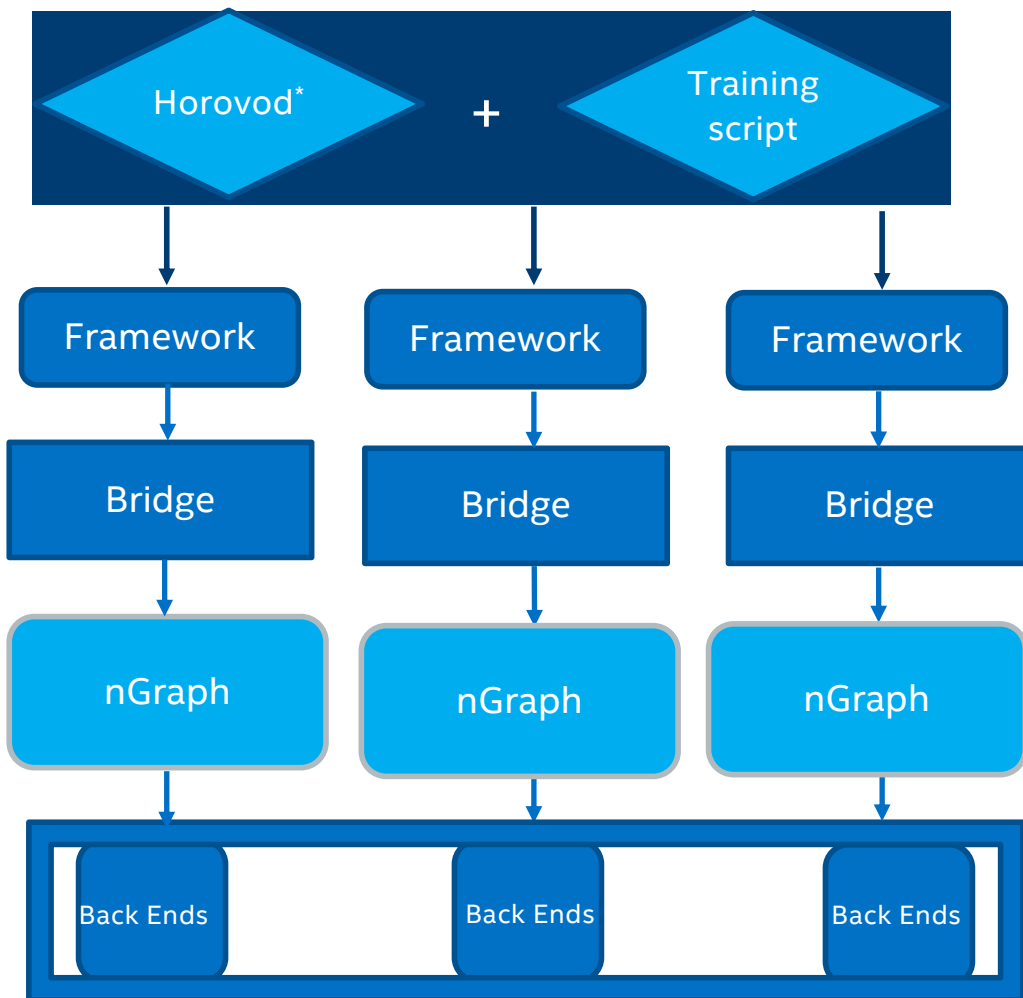 Horovod*
+
Training
script
Framework
Framework
Framework
Bridge
Bridge
Bridge
nGraph
nGraph
nGraph
Back Ends
Back Ends
Back Ends